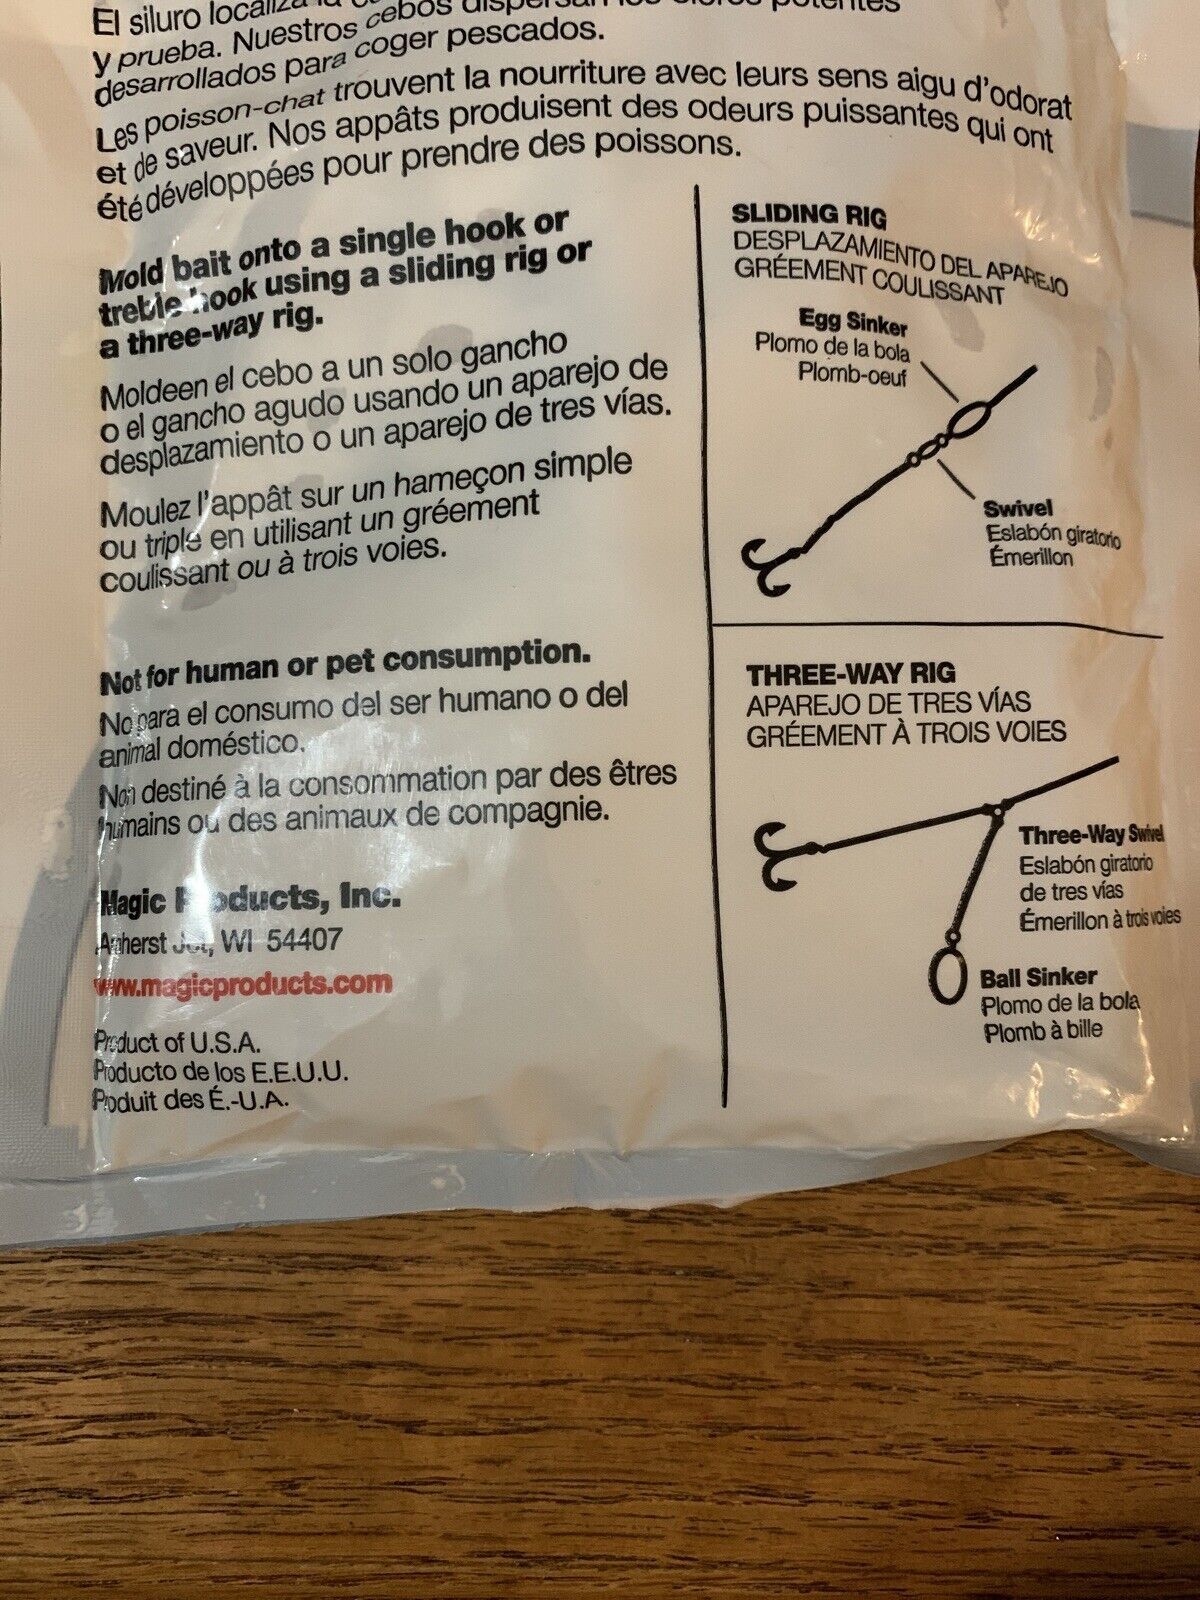 El siluro localiza la
y prueba. Nuestros cebos dispersan los olores potentes
desarrollados para coger pescados.
Les poisson-chat trouvent la nourriture avec leurs sens aigu d'odorat
et de saveur. Nos appâts produisent des odeurs puissantes qui ont
été développées pour prendre des poissons.
Mold bait onto a single hook or
treble hook using a sliding rig or
a three-way rig.
Moldeen el cebo a un solo gancho
o el gancho agudo usando un aparejo de
desplazamiento o un aparejo de tres vías.
Moulez l'appât sur un hameçon simple
ou triple en utilisant un gréement
coulissant ou à trois voies.
Not for human or pet consumption.
No para el consumo del ser humano o del
animal doméstico.
Non destiné à la consommation par des êtres
humains ou des animaux de compagnie.
Magic Products, Inc.
Amherst Jct, WI 54407
www.magicproducts.com
Product of U.S.A.
Producto de los E.E.U.U.
Produit des É.-U.A.
SLIDING RIG
DESPLAZAMIENTO DEL APAREJO
GRÉEMENT COULISSANT
Egg Sinker
Plomo de la bola
Plomb-oeuf
Swivel
Eslabón giratorio
Émerillon
THREE-WAY RIG
APAREJO DE TRES VÍAS
GRÉEMENT À TROIS VOIES
Three-Way Swivel
Eslabón giratorio
de tres vías
Émerillon à trois voies
Ball Sinker
Plomo de la bola
Plomb à bille